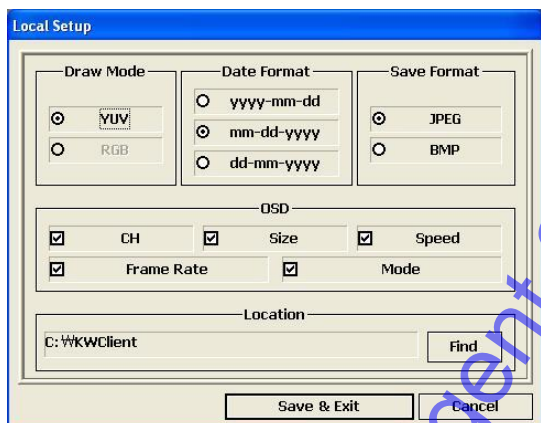 Local Setup
Draw Mode
YUV
RGB
Date Format
yyyy-mm-dd
mm-dd-yyyy
dd-mm-yyyy
Save Format
JPEG
BMP
OSD
CH Size Speed
Frame Rate Mode
Location
C:₩KWClient Find
Save & Exit Cancel